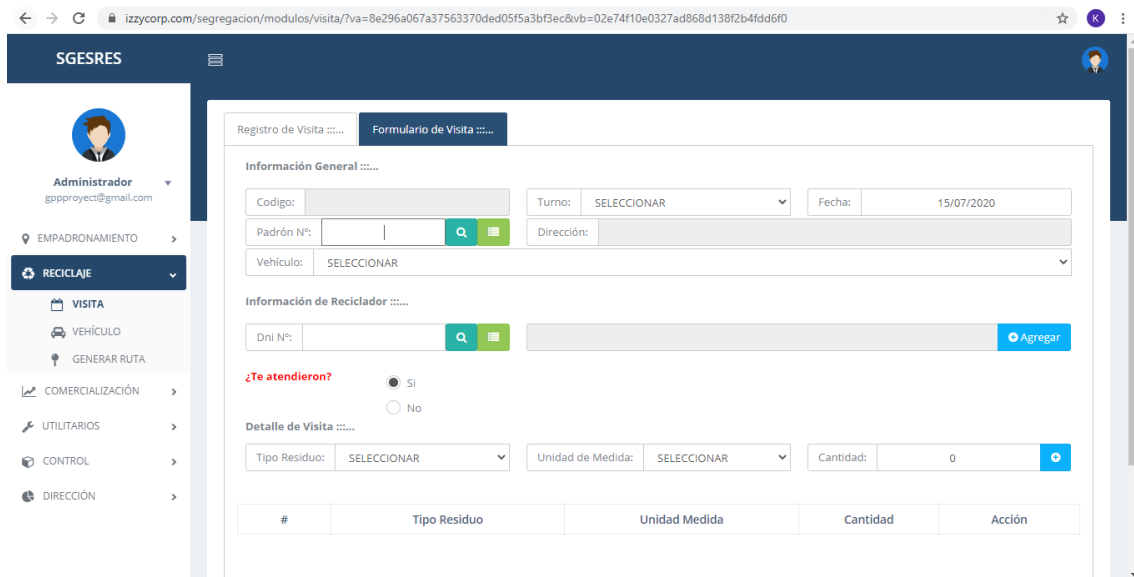 izzycorp.com/segregacion/modulos/visita/?va=8e296a067a37563370ded05f5a3bf3ec&vb=02e74f10e0327ad868d138f2b4fdd6f0
K
SGESRES
Administrador
gppproyect@gmail.com
EMPADRONAMIENTO
RECICLAJE
VISITA
VEHÍCULO
GENERAR RUTA
COMERCIALIZACIÓN
UTILITARIOS
CONTROL
DIRECCIÓN
Registro de Visita :::... Formulario de Visita :::...
Información General :::...
Codigo: Turno: SELECCIONAR Fecha: 15/07/2020
Padrón Nº: Dirección:
Vehículo: SELECCIONAR
Información de Reciclador :::...
Dni Nº: Agregar
¿Te atendieron? Si
No
Detalle de Visita :::...
Tipo Residuo: SELECCIONAR Unidad de Medida: SELECCIONAR Cantidad: 0
# Tipo Residuo Unidad Medida Cantidad Acción